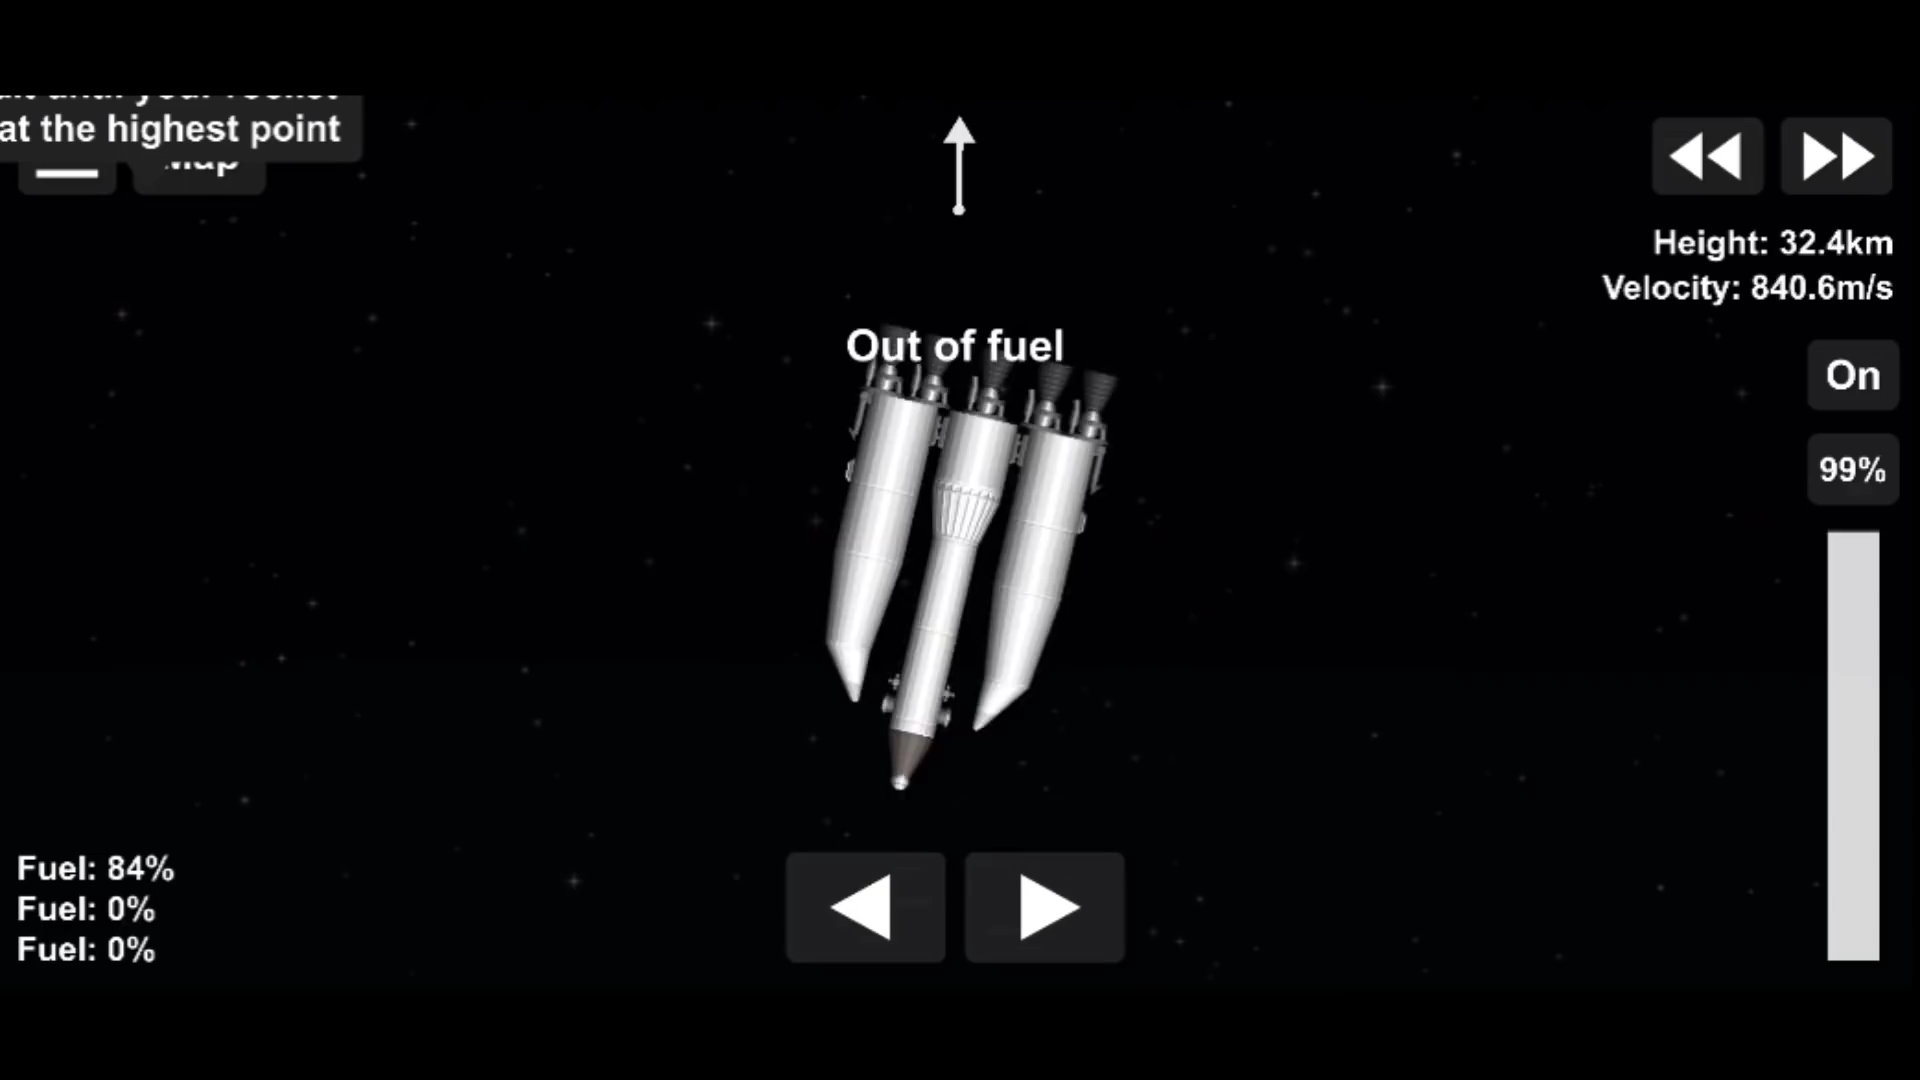 at the highest point
Map
Height: 32.4km
Velocity: 840.6m/s
Out of fuel
On
99%
Fuel: 84%
Fuel: 0%
Fuel: 0%